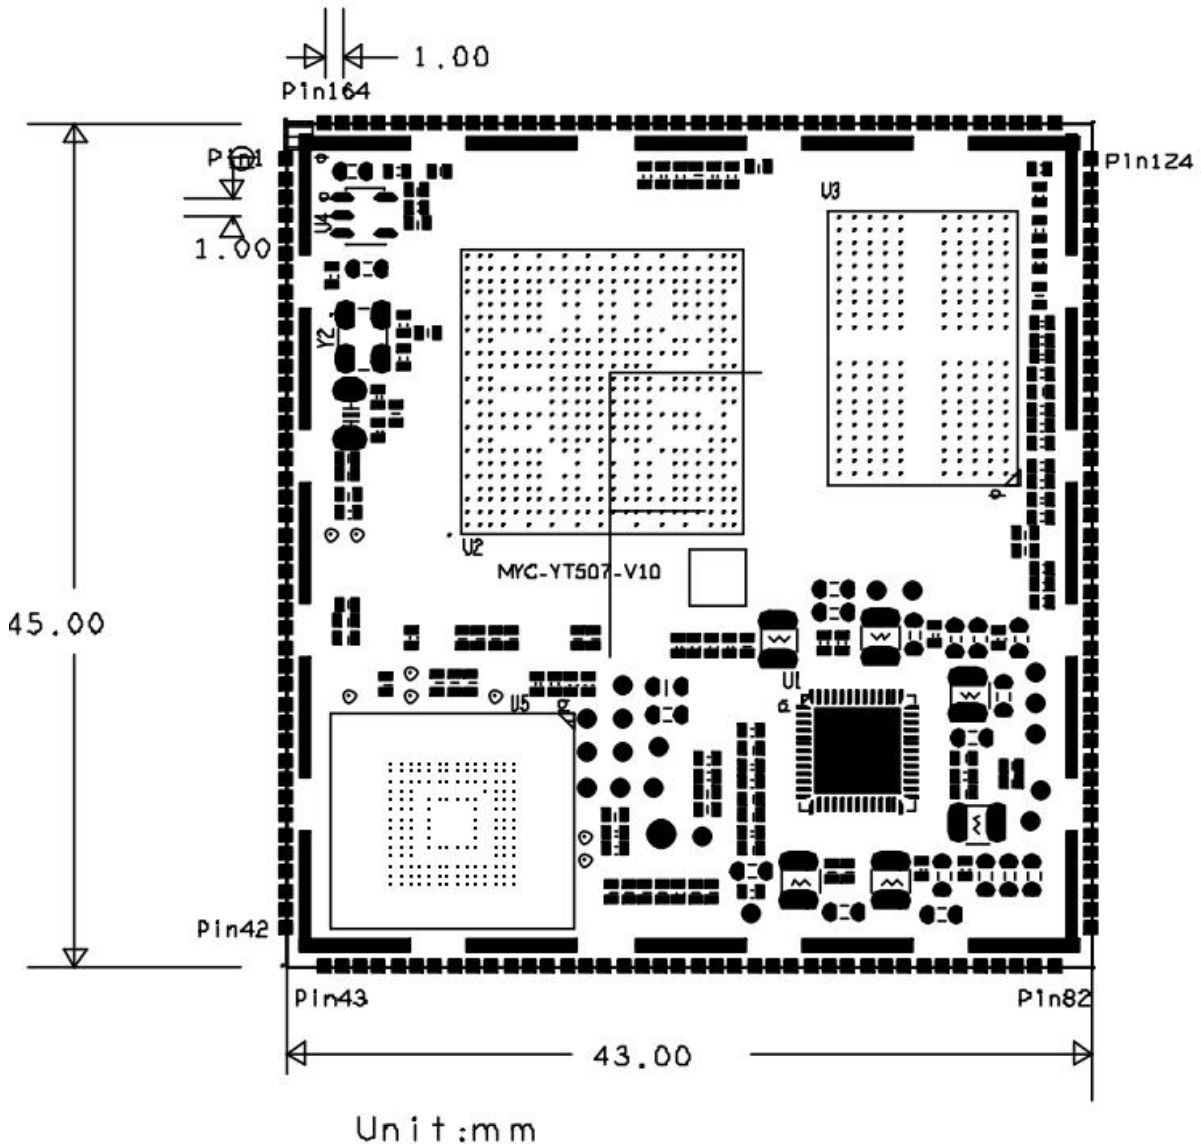 1.00
Pin164
Pin1
Pin124
U3
U4
1.00
Y2
U2
MYC-YT507-V10
45.00
U1
U5
Pin42
Pin43
Pin82
43.00
Unit:mm